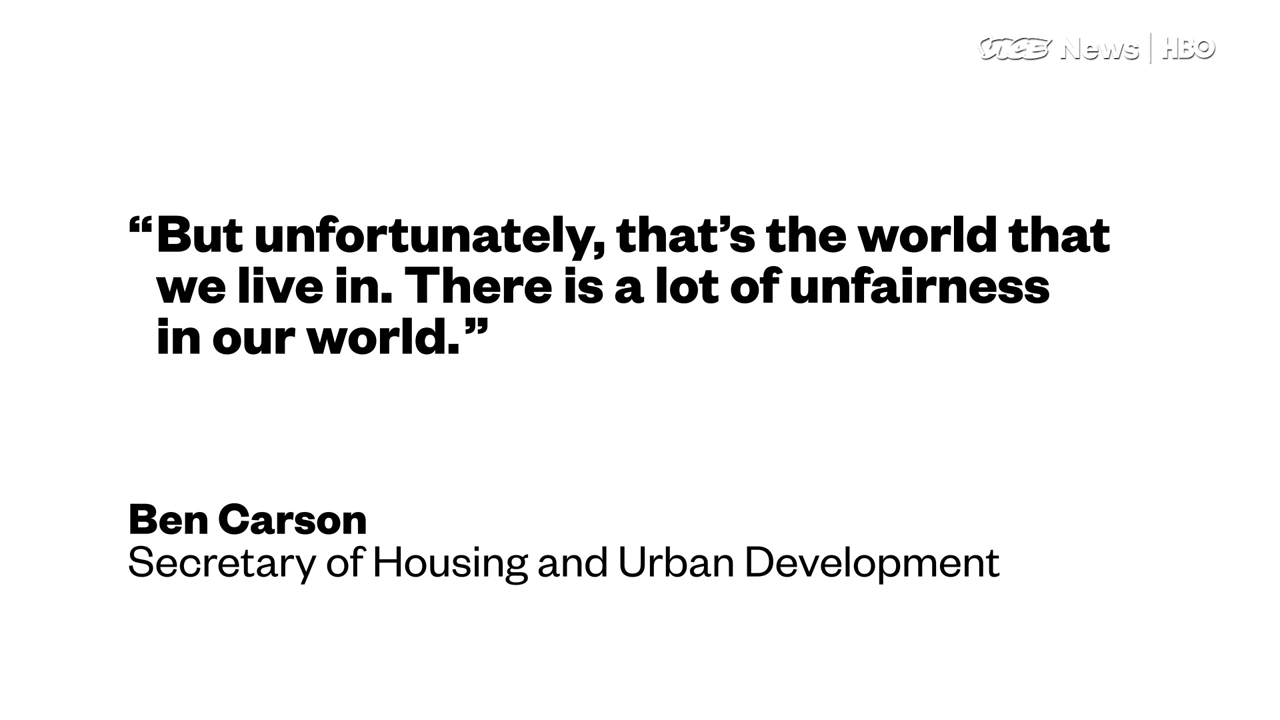 VICE News | HBO
“But unfortunately, that’s the world that
we live in. There is a lot of unfairness
in our world.”
Ben Carson
Secretary of Housing and Urban Development